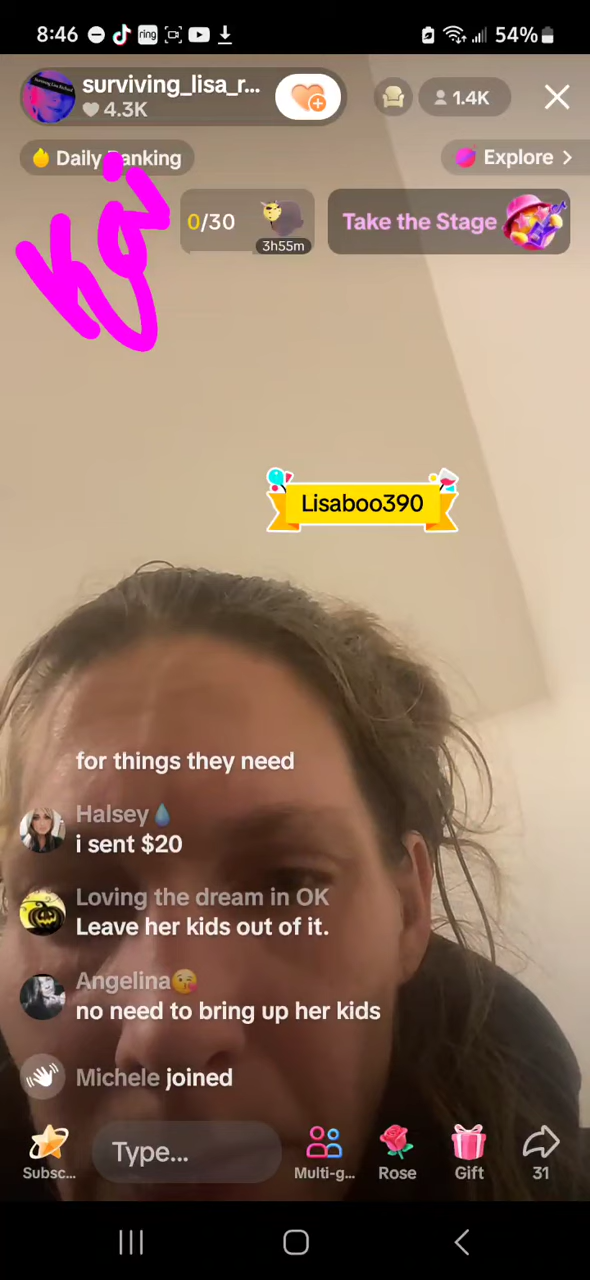 8:46
ring
54%
surviving_lisa_r...
4.3K
1.4K
Daily Ranking
Explore >
Kai
0/30
3h55m
Take the Stage
Lisaboo390
for things they need
Halsey💧
i sent $20
Loving the dream in OK
Leave her kids out of it.
Angelina😘
no need to bring up her kids
Michele joined
Type...
Subsc...
Multi-g...
Rose
Gift
31